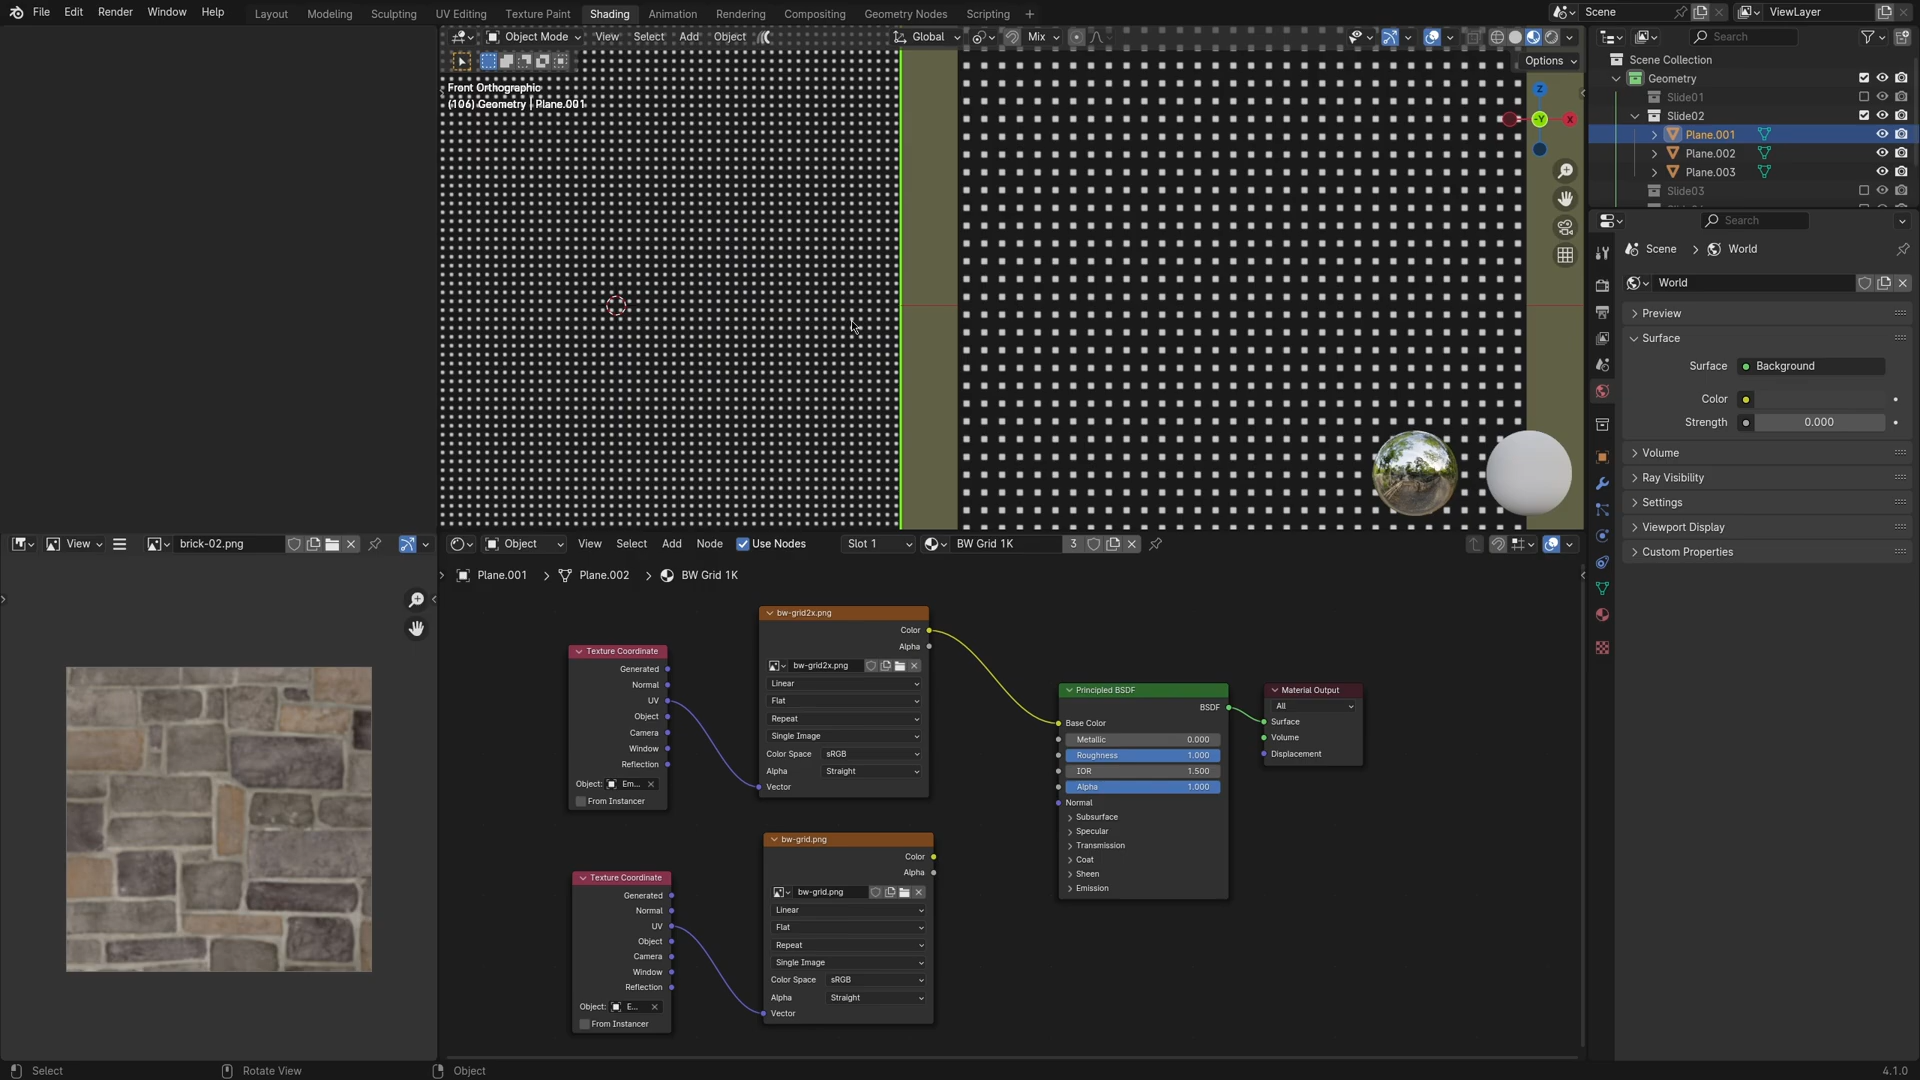 File Edit Render Window Help Layout Modeling Sculpting UV Editing Texture Paint Shading Animation Rendering Compositing Geometry Nodes Scripting + Scene ViewLayer
Object Mode View Select Add Object Global Mix Search
Options
Front Orthographic
(106) Geometry | Plane.001
Z
-Y
X
Scene Collection
Geometry
Slide01
Slide02
Plane.001
Plane.002
Plane.003
Slide03
Search
Scene > World
World
Preview
Surface
Surface Background
Color
Strength 0.000
Volume
Ray Visibility
Settings
Viewport Display
Custom Properties
View brick-02.png
Object View Select Add Node Use Nodes Slot 1 BW Grid 1K 3
Plane.001 > Plane.002 > BW Grid 1K
Texture Coordinate
Generated
Normal
UV
Object
Camera
Window
Reflection
Object: Em...
From Instancer
bw-grid2x.png
Color
Alpha
bw-grid2x.png
Linear
Flat
Repeat
Single Image
Color Space sRGB
Alpha Straight
Vector
Principled BSDF
BSDF
Base Color
Metallic 0.000
Roughness 1.000
IOR 1.500
Alpha 1.000
Normal
Subsurface
Specular
Transmission
Coat
Sheen
Emission
Material Output
All
Surface
Volume
Displacement
Texture Coordinate
Generated
Normal
UV
Object
Camera
Window
Reflection
Object: E...
From Instancer
bw-grid.png
Color
Alpha
bw-grid.png
Linear
Flat
Repeat
Single Image
Color Space sRGB
Alpha Straight
Vector
Select Rotate View Object 4.1.0